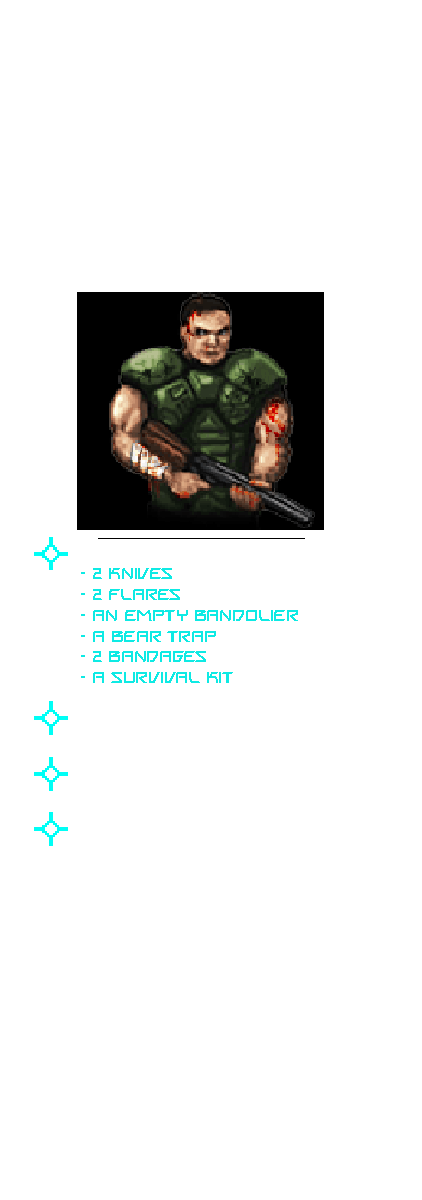 - 2 KNIVES
- 2 FLARES
- AN EMPTY BANDOLIER
- A BEAR TRAP
- 2 BANDAGES
- A SURVIVAL KIT